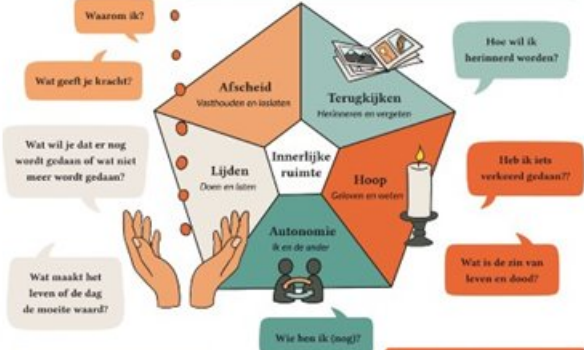 Waarom ik?
Wat geeft je kracht?
Wat wil je dat er nog
wordt gedaan of wat niet
meer wordt gedaan?
Wat maakt het
leven of de dag
de moeite waard?
Afscheid
Vasthouden en loslaten
Terugkijken
Herinneren en vergeten
Lijden
Doen en laten
Innerlijke
ruimte
Hoop
Geloven en weten
Autonomie
Ik en de ander
Hoe wil ik
herinnerd worden?
Heb ik iets
verkeerd gedaan??
Wat is de zin van
leven en dood?
Wie ben ik (nog)?